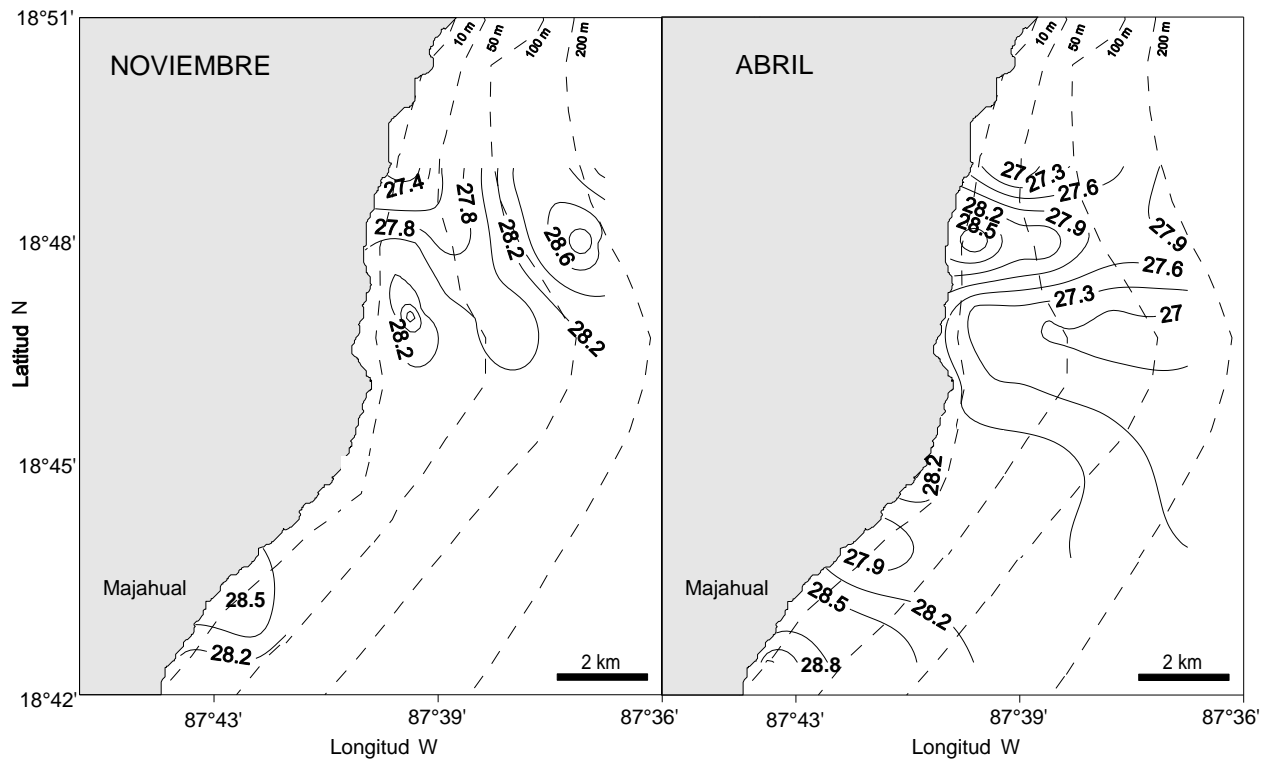 18°51'
18°48'
18°45'
18°42'
Latitud N
NOVIEMBRE
10 m
50 m
100 m
200 m
27.4
27.8
27.8
28.2
28.6
28.2
28.2
28.5
28.2
Majahual
2 km
87°43'
87°39'
87°36'
Longitud W
ABRIL
10 m
50 m
100 m
200 m
27
27.3
27.6
28.2
28.5
27.9
27.9
27.6
27.3
27
28.2
27.9
28.5
28.2
28.8
Majahual
2 km
87°43'
87°39'
87°36'
Longitud W